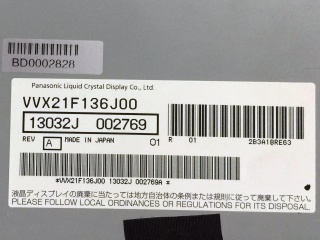 BD0002828
Panasonic Liquid Crystal Display Co., Ltd.
VVX21F136J00
13032J 002769
REV A MADE IN JAPAN 01
R 01 2B3A18RE63
*VVX21F136J00 13032J 002769A *
液晶ディスプレイの廃棄に当たっては地方自治体の条例または規則に従って廃棄して下さい。
PLEASE FOLLOW LOCAL ORDINANCES OR REGULATIONS FOR ITS DISPOSAL.